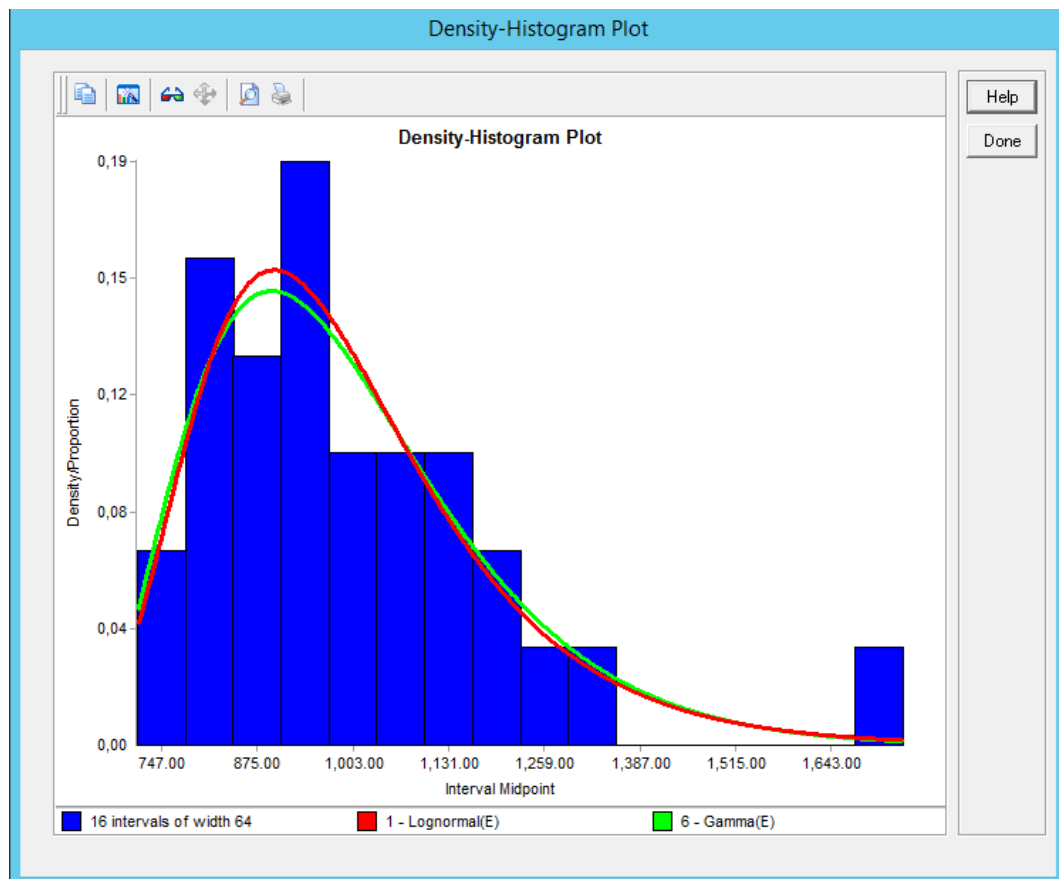 Density-Histogram Plot
Help
Done
Density-Histogram Plot
0,19
0,15
0,12
0,08
0,04
0,00
Density/Proportion
747.00 875.00 1,003.00 1,131.00 1,259.00 1,387.00 1,515.00 1,643.00
Interval Midpoint
16 intervals of width 64 1 - Lognormal(E) 6 - Gamma(E)